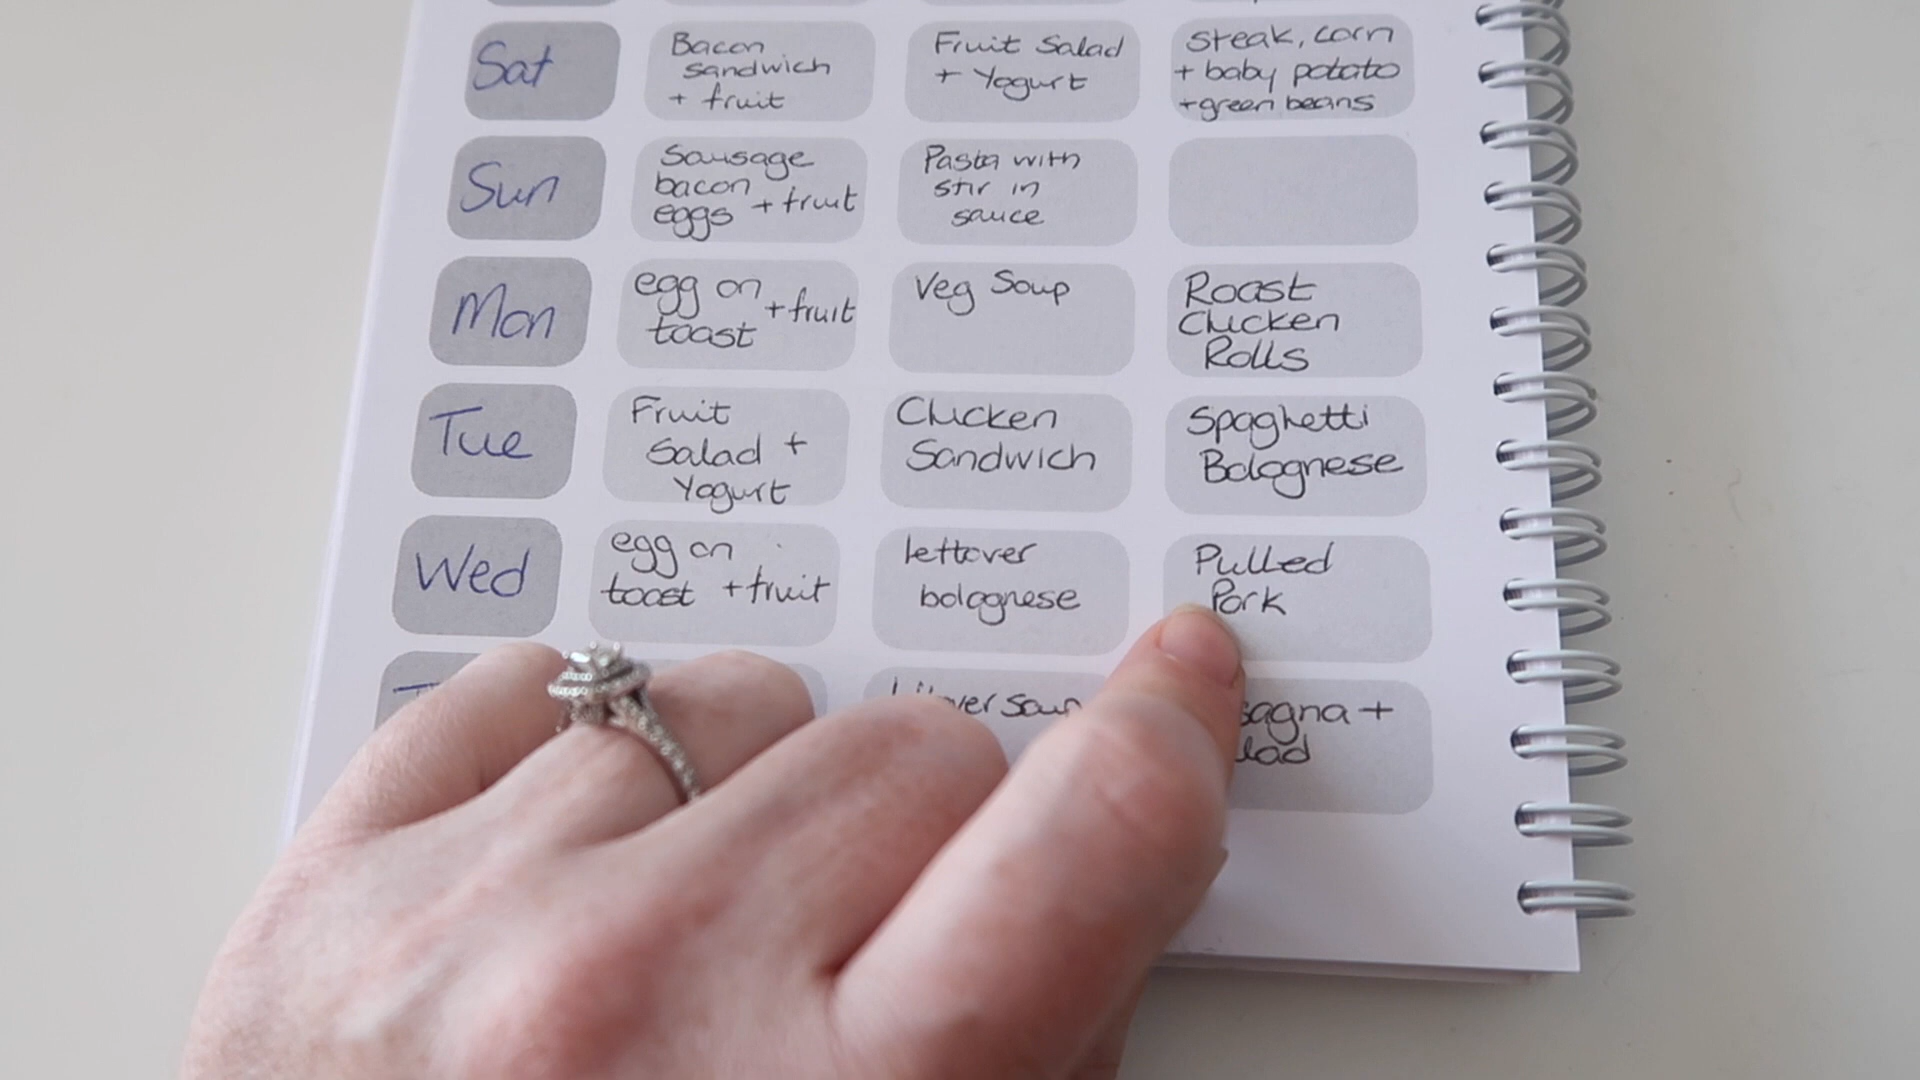 Sat
Bacon
sandwich
+ fruit
Fruit Salad
+ Yogurt
Steak, corn
+ baby potato
+green beans
Sun
Sausage
bacon
eggs + fruit
Pasta with
stir in
sauce
Mon
egg on
toast + fruit
Veg Soup
Roast
Chicken
Rolls
Tue
Fruit
Salad +
Yogurt
Chicken
Sandwich
Spaghetti
Bolognese
Wed
egg on
toast + fruit
leftover
bolognese
Pulled
Pork
+